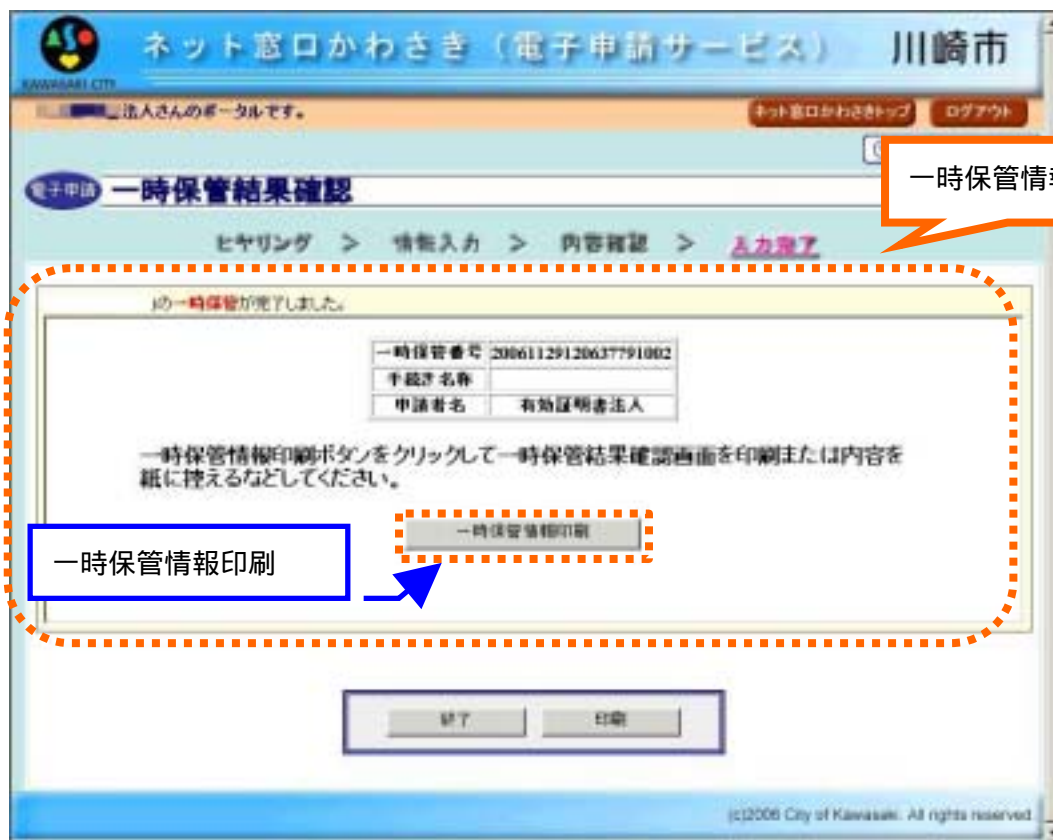 ネット窓口かわさき（電子申請サービス） 川崎市
KAWASAKI CITY
法人さんのポータルです。
ネット窓口かわさきトップ ログアウト
一時保管情
電子申請 一時保管結果確認
ヒヤリング > 情報入力 > 内容確認 > 入力完了
の一時保管が完了しました。
一時保管番号 20061129120637791002
手続き名称
申請者名 有効証明書法人
一時保管情報印刷ボタンをクリックして一時保管結果確認画面を印刷または内容を
紙に控えるなどしてください。
一時保管情報印刷
一時保管情報印刷
終了 印刷
(c)2006 City of Kawasaki. All rights reserved.